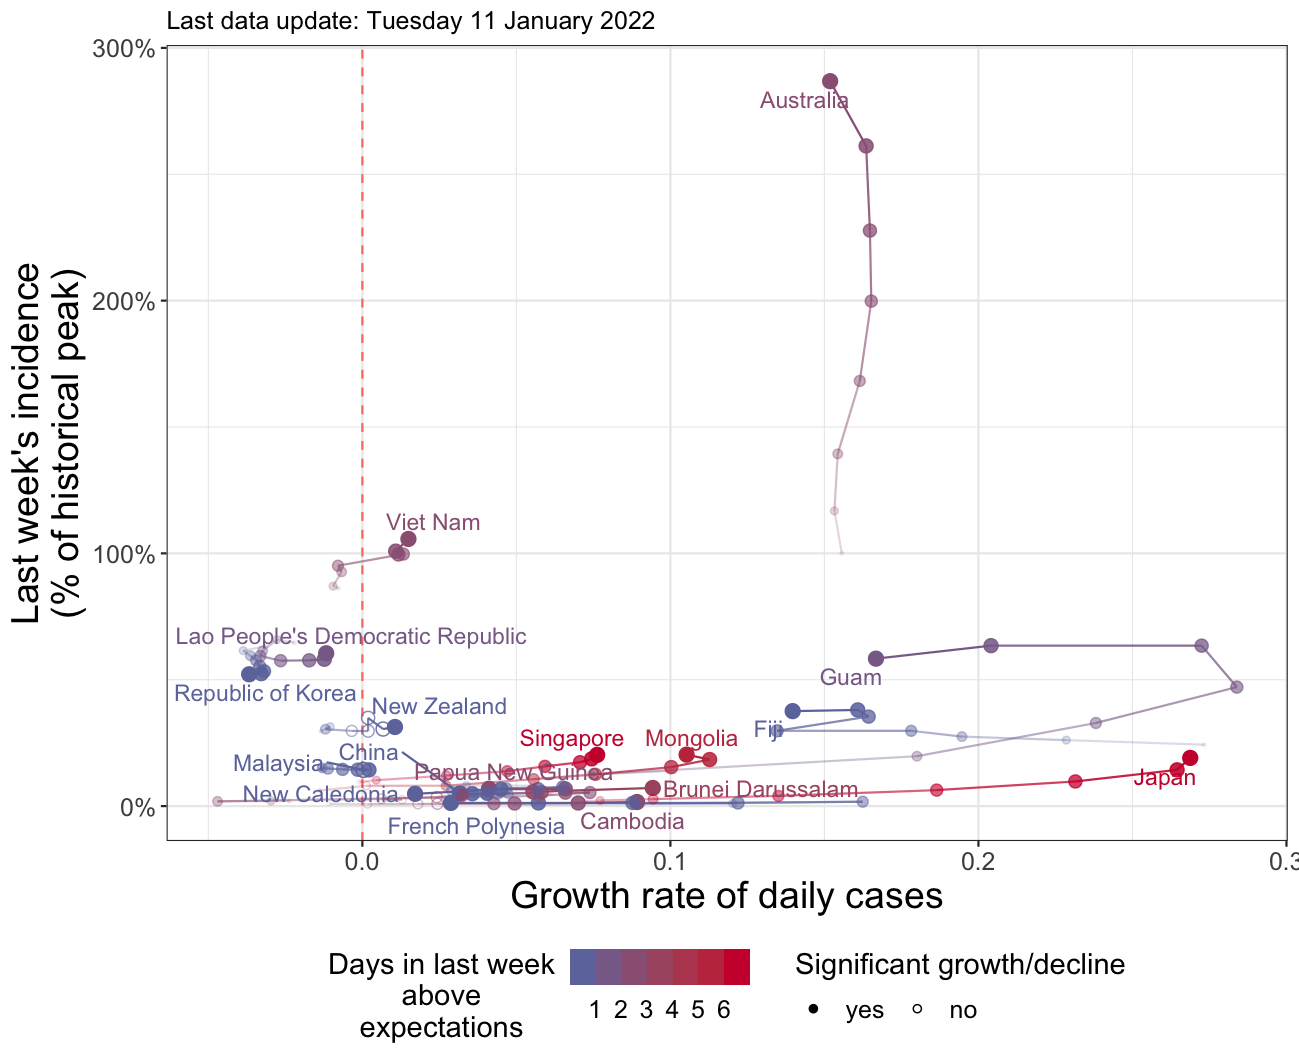 Last data update: Tuesday 11 January 2022
300%
200%
100%
0%
Last week's incidence
(% of historical peak)
Australia
Viet Nam
Lao People's Democratic Republic
Republic of Korea
Guam
New Zealand
Fiji
Singapore
Mongolia
China
Malaysia
Papua New Guinea
Japan
New Caledonia
Brunei Darussalam
French Polynesia
Cambodia
0.0
0.1
0.2
0.3
Growth rate of daily cases
Days in last week
above
expectations
1 2 3 4 5 6
Significant growth/decline
yes
no